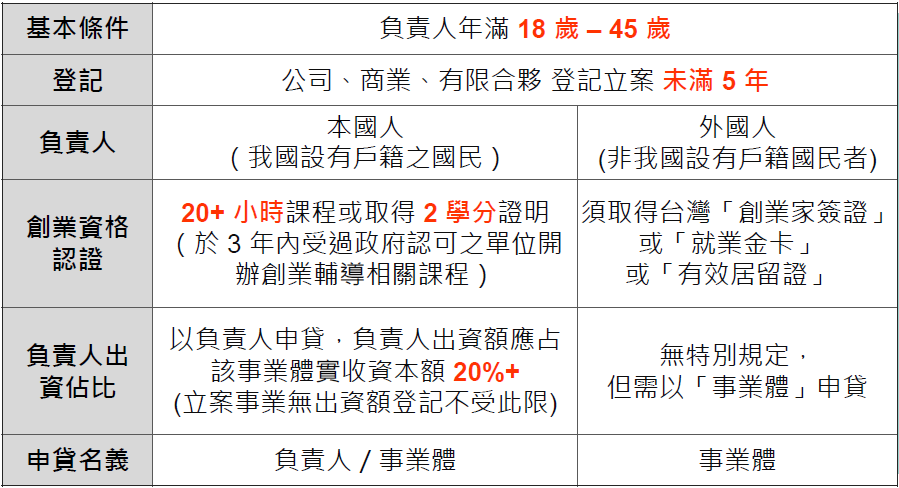 基本條件
負責人年滿 18 歲 – 45 歲
登記
公司、商業、有限合夥 登記立案 未滿 5 年
負責人
本國人
( 我國設有戶籍之國民 )
外國人
(非我國設有戶籍國民者)
創業資格
認證
20+ 小時課程或取得 2 學分證明
( 於 3 年內受過政府認可之單位開
辦創業輔導相關課程 )
須取得台灣「創業家簽證」
或「就業金卡」
或「有效居留證」
負責人出
資佔比
以負責人申貸，負責人出資額應占
該事業體實收資本額 20%+
(立案事業無出資額登記不受此限)
無特別規定，
但需以「事業體」申貸
申貸名義
負責人 / 事業體
事業體